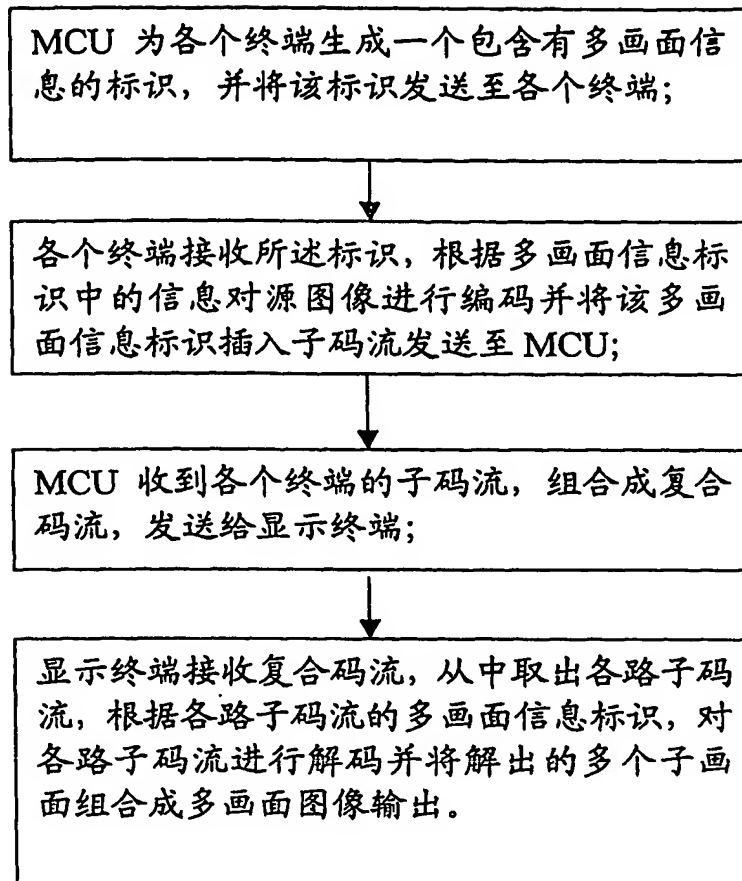 MCU 为各个终端生成一个包含有多画面信
息的标识，并将该标识发送至各个终端；
各个终端接收所述标识，根据多画面信息标
识中的信息对源图像进行编码并将该多画
面信息标识插入子码流发送至 MCU；
MCU 收到各个终端的子码流，组合成复合
码流，发送给显示终端；
显示终端接收复合码流，从中取出各路子码
流，根据各路子码流的多画面信息标识，对
各路子码流进行解码并将解出的多个子画
面组合成多画面图像输出。